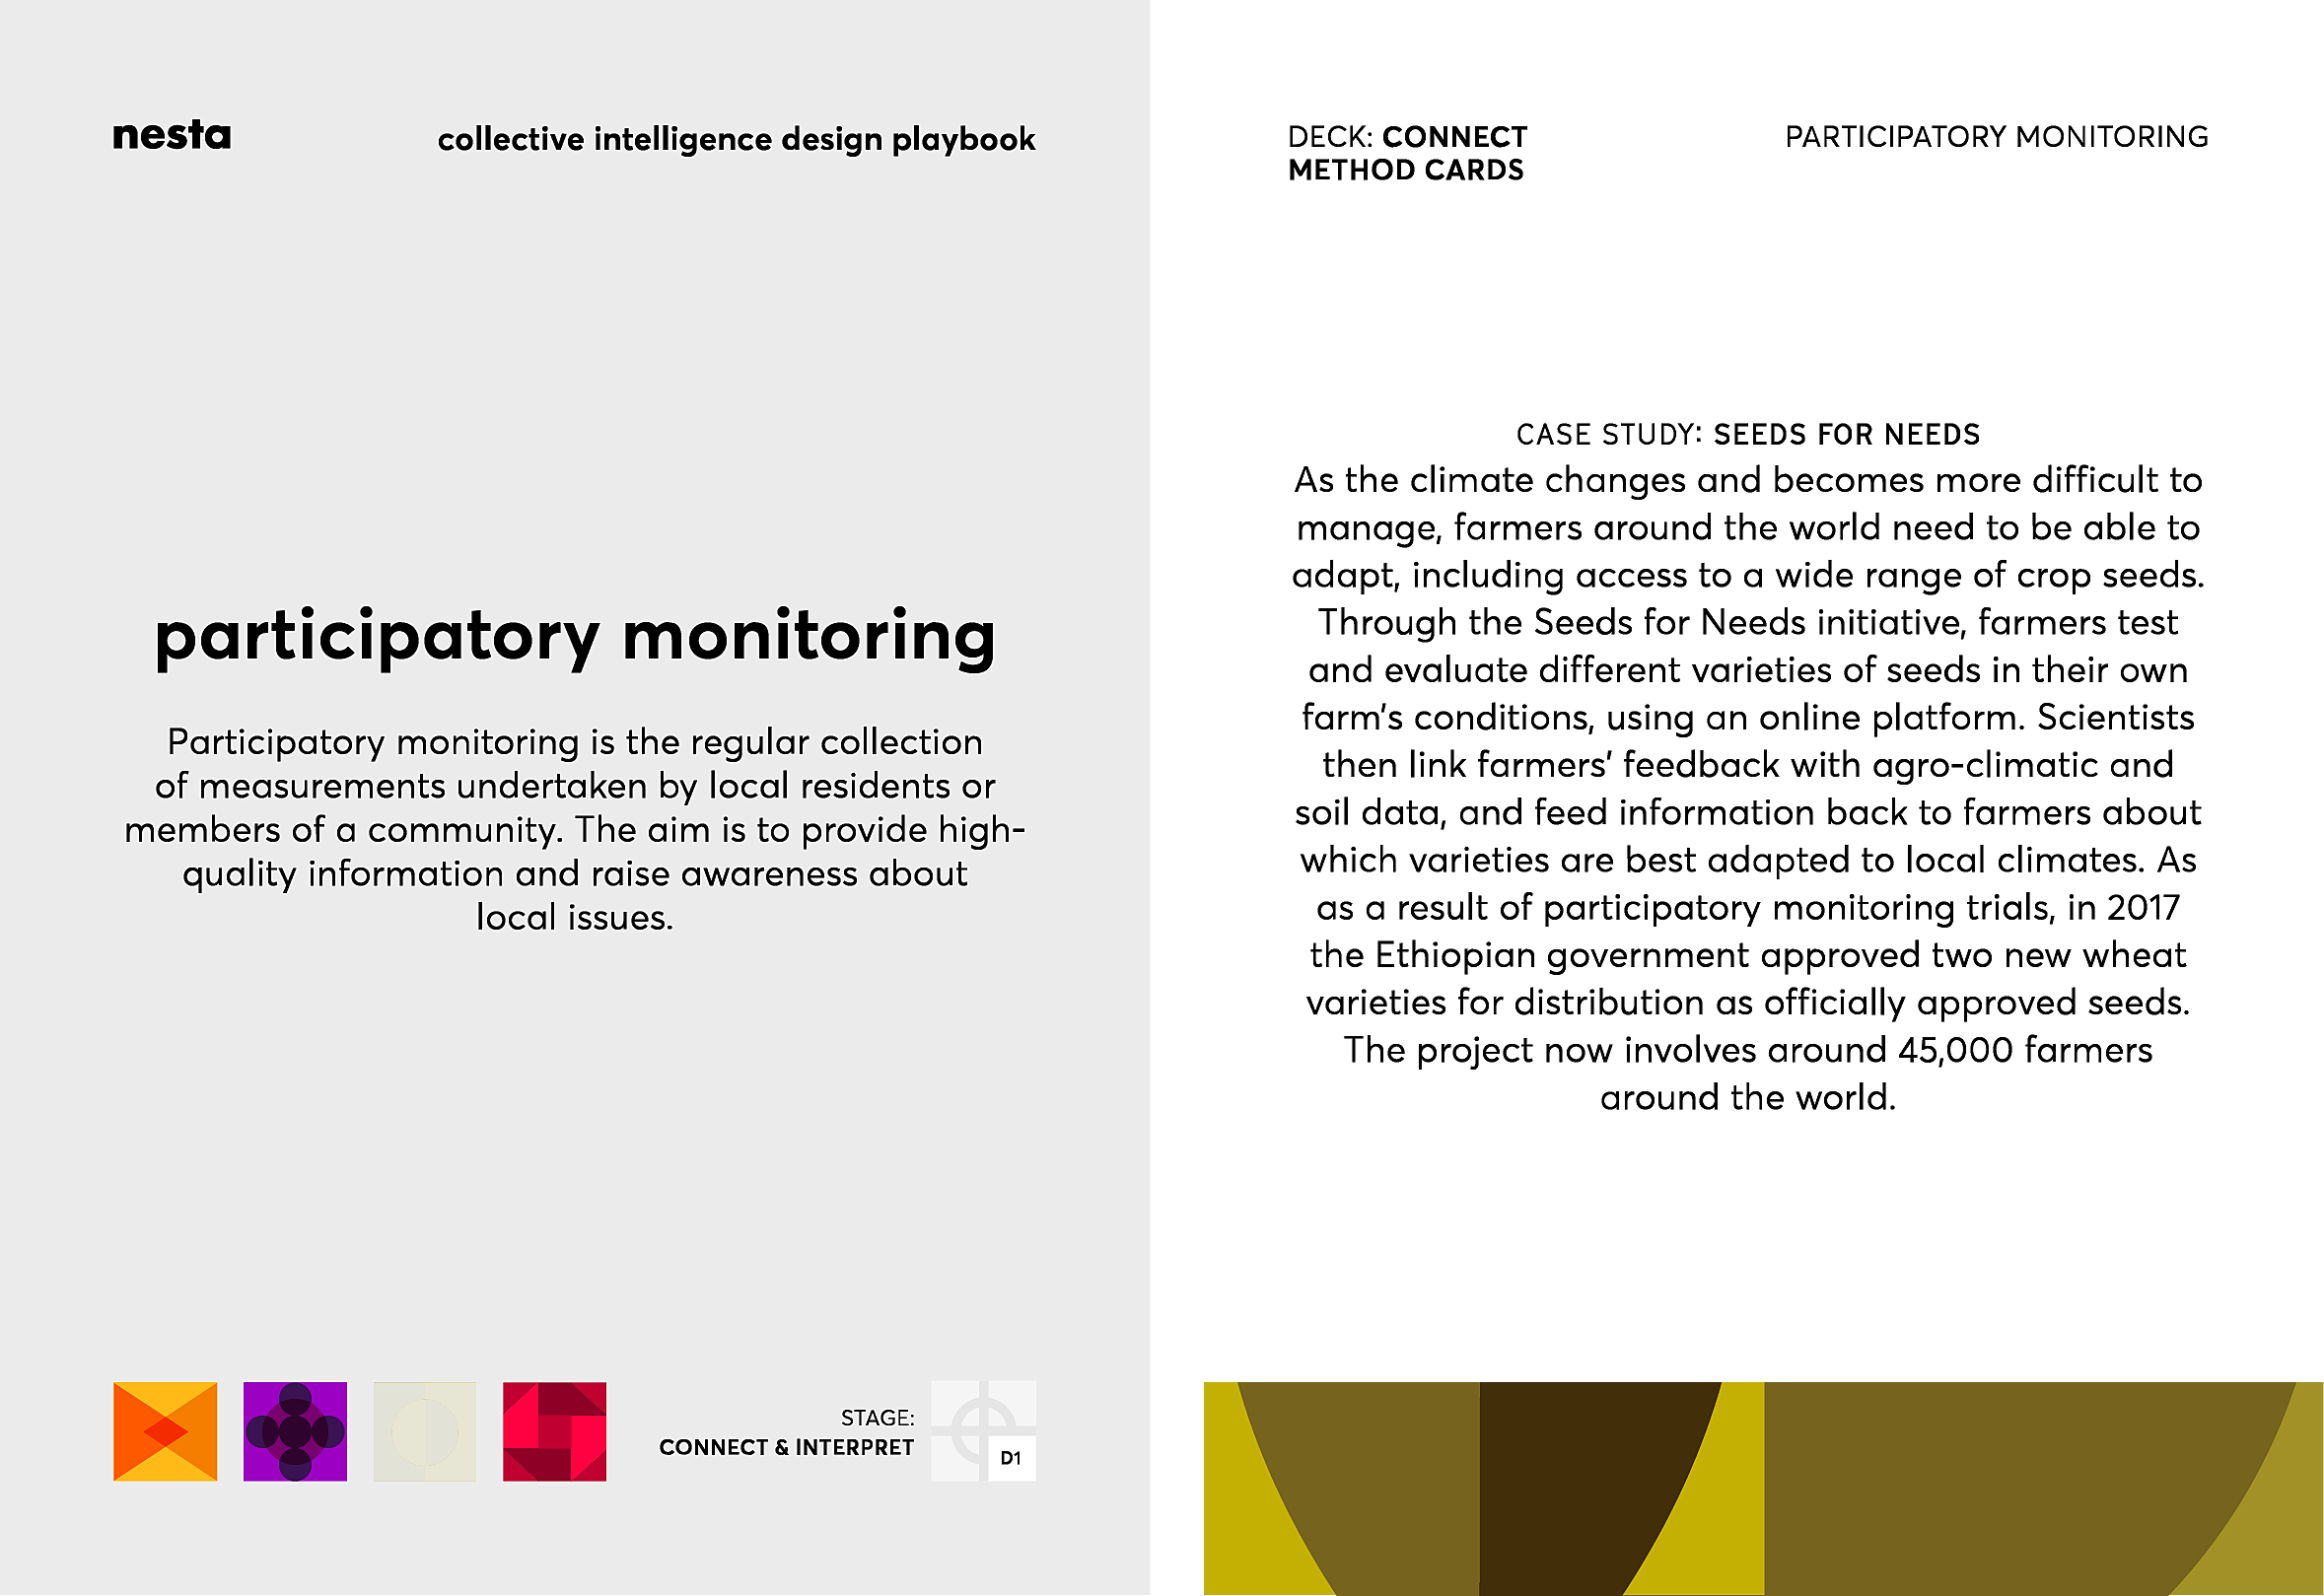 nesta
collective intelligence design playbook
participatory monitoring
Participatory monitoring is the regular collection
of measurements undertaken by local residents or
members of a community. The aim is to provide high-
quality information and raise awareness about
local issues.
STAGE:
CONNECT & INTERPRET
D1
DECK: CONNECT
METHOD CARDS
PARTICIPATORY MONITORING
CASE STUDY: SEEDS FOR NEEDS
As the climate changes and becomes more difficult to
manage, farmers around the world need to be able to
adapt, including access to a wide range of crop seeds.
Through the Seeds for Needs initiative, farmers test
and evaluate different varieties of seeds in their own
farm's conditions, using an online platform. Scientists
then link farmers' feedback with agro-climatic and
soil data, and feed information back to farmers about
which varieties are best adapted to local climates. As
as a result of participatory monitoring trials, in 2017
the Ethiopian government approved two new wheat
varieties for distribution as officially approved seeds.
The project now involves around 45,000 farmers
around the world.